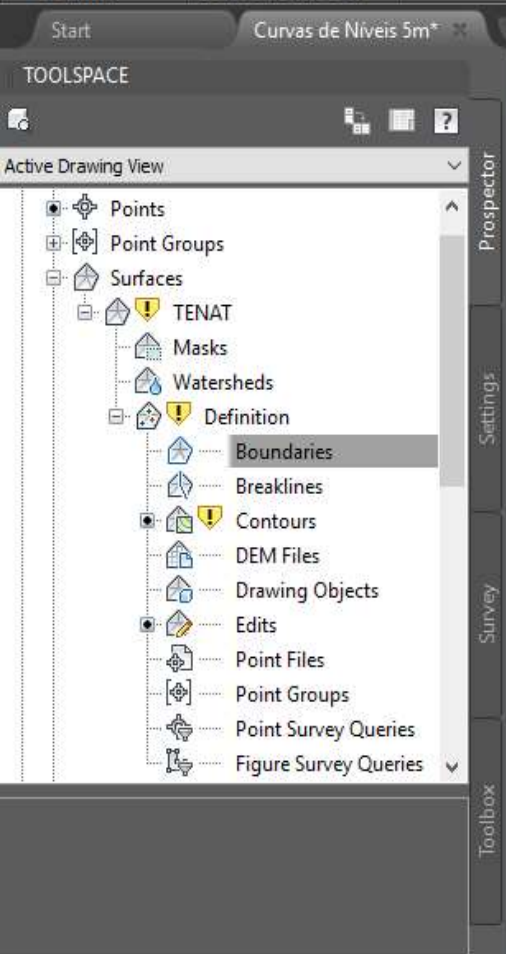 Start
Curvas de Níveis 5m*
TOOLSPACE
?
Active Drawing View
Points
Point Groups
Surfaces
! TENAT
Masks
Watersheds
! Definition
Boundaries
Breaklines
! Contours
DEM Files
Drawing Objects
Edits
Point Files
Point Groups
Point Survey Queries
Figure Survey Queries
Prospector
Settings
Survey
Toolbox